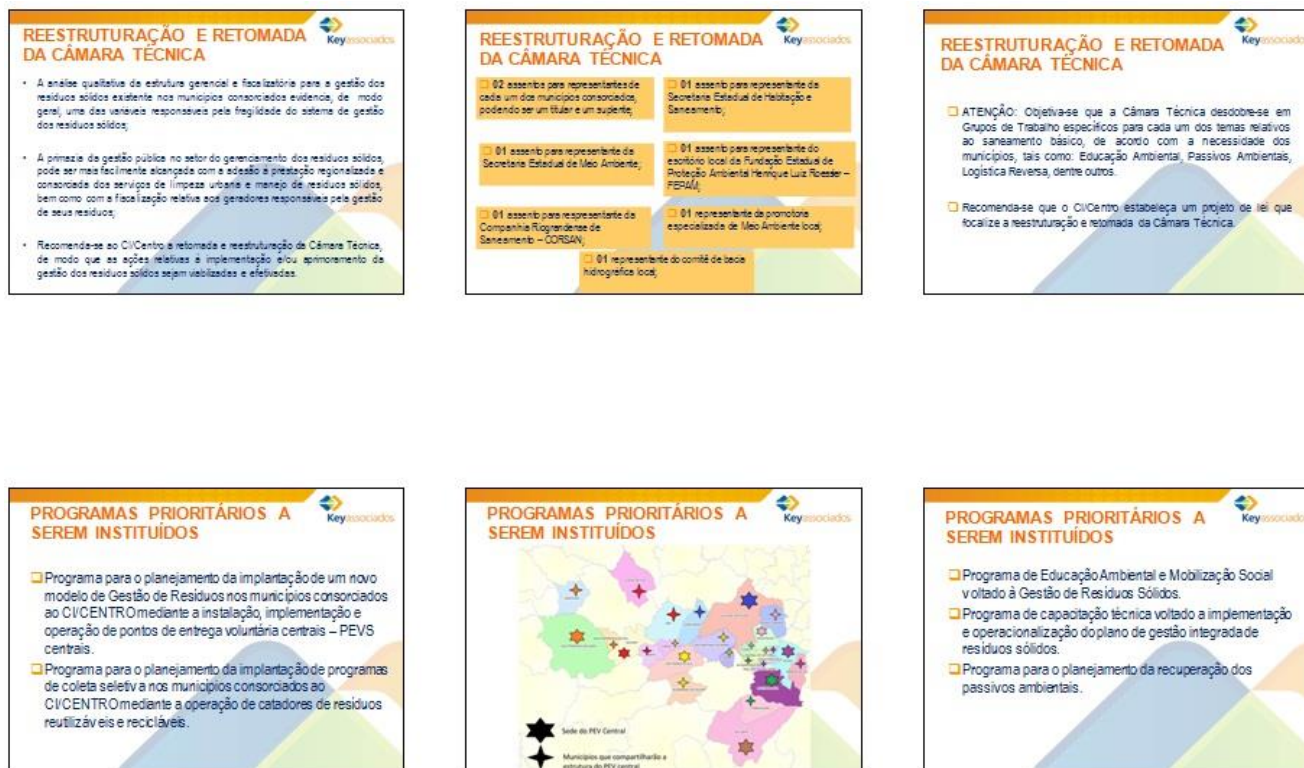 REESTRUTURAÇÃO E RETOMADA
DA CÂMARA TÉCNICA
Keyassociados
• A análise qualitativa da estrutura gerencial e fiscalizatória para a gestão dos
resíduos sólidos existente nos municípios consorciados evidencia, de modo
geral, uma das variáveis responsáveis pela fragilidade do sistema de gestão
dos resíduos sólidos;
• A primazia da gestão pública no setor do gerenciamento dos resíduos sólidos,
pode ser mais facilmente alcançada com a adesão à prestação regionalizada e
consorciada dos serviços de limpeza urbana e manejo de resíduos sólidos,
bem como com a fiscalização relativa aos geradores responsáveis pela gestão
de seus resíduos;
• Recomenda-se ao CI/Centro a retomada e reestruturação da Câmara Técnica,
de modo que as ações relativas à implementação e/ou aprimoramento da
gestão dos resíduos sólidos sejam viabilizadas e efetivadas.
REESTRUTURAÇÃO E RETOMADA
DA CÂMARA TÉCNICA
Keyassociados
02 assentos para representantes de
cada um dos municípios consorciados,
podendo ser um titular e um suplente;
01 assento para representante da
Secretaria Estadual de Habitação e
Saneamento;
01 assento para representante da
Secretaria Estadual de Meio Ambiente;
01 assento para representante do
escritório local da Fundação Estadual de
Proteção Ambiental Henrique Luiz Roessler –
FEPAM;
01 assento para respresentante da
Companhia Riograndense de
Saneamento – CORSAN;
01 representante da promotoria
especializada de Meio Ambiente local;
01 representante do comitê de bacia
hidrográfica local;
REESTRUTURAÇÃO E RETOMADA
DA CÂMARA TÉCNICA
Keyassociados
ATENÇÃO: Objetiva-se que a Câmara Técnica desdobre-se em
Grupos de Trabalho específicos para cada um dos temas relativos
ao saneamento básico, de acordo com a necessidade dos
municípios, tais como: Educação Ambiental, Passivos Ambientais,
Logística Reversa, dentre outros.
Recomenda-se que o CI/Centro estabeleça um projeto de lei que
focalize a reestruturação e retomada da Câmara Técnica.
PROGRAMAS PRIORITÁRIOS A
SEREM INSTITUÍDOS
Keyassociados
Programa para o planejamento da implantação de um novo
modelo de Gestão de Resíduos nos municípios consorciados
ao CI/CENTRO mediante a instalação, implementação e
operação de pontos de entrega voluntária centrais – PEVS
centrais.
Programa para o planejamento da implantação de programas
de coleta seletiva nos municípios consorciados ao
CI/CENTRO mediante a operação de catadores de resíduos
reutilizáveis e recicláveis.
PROGRAMAS PRIORITÁRIOS A
SEREM INSTITUÍDOS
Keyassociados
Sede do PEV Central
Municípios que compartilharão a
estrutura do PEV central
PROGRAMAS PRIORITÁRIOS A
SEREM INSTITUÍDOS
Keyassociados
Programa de Educação Ambiental e Mobilização Social
voltado à Gestão de Resíduos Sólidos.
Programa de capacitação técnica voltado a implementação
e operacionalização do plano de gestão integrada de
resíduos sólidos.
Programa para o planejamento da recuperação dos
passivos ambientais.